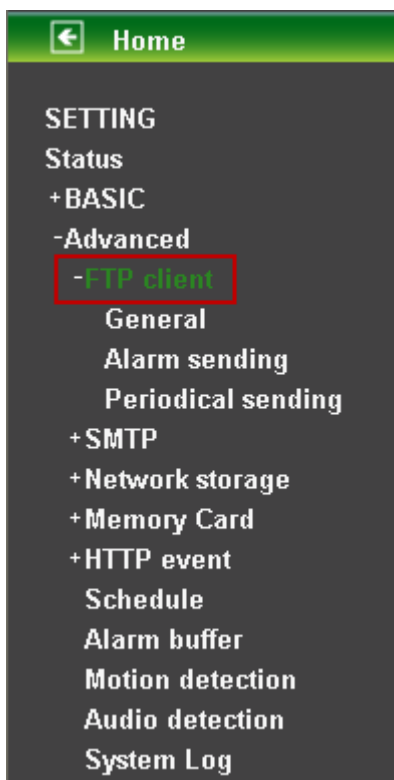 Home
SETTING
Status
+BASIC
-Advanced
-FTP client
General
Alarm sending
Periodical sending
+SMTP
+Network storage
+Memory Card
+HTTP event
Schedule
Alarm buffer
Motion detection
Audio detection
System Log